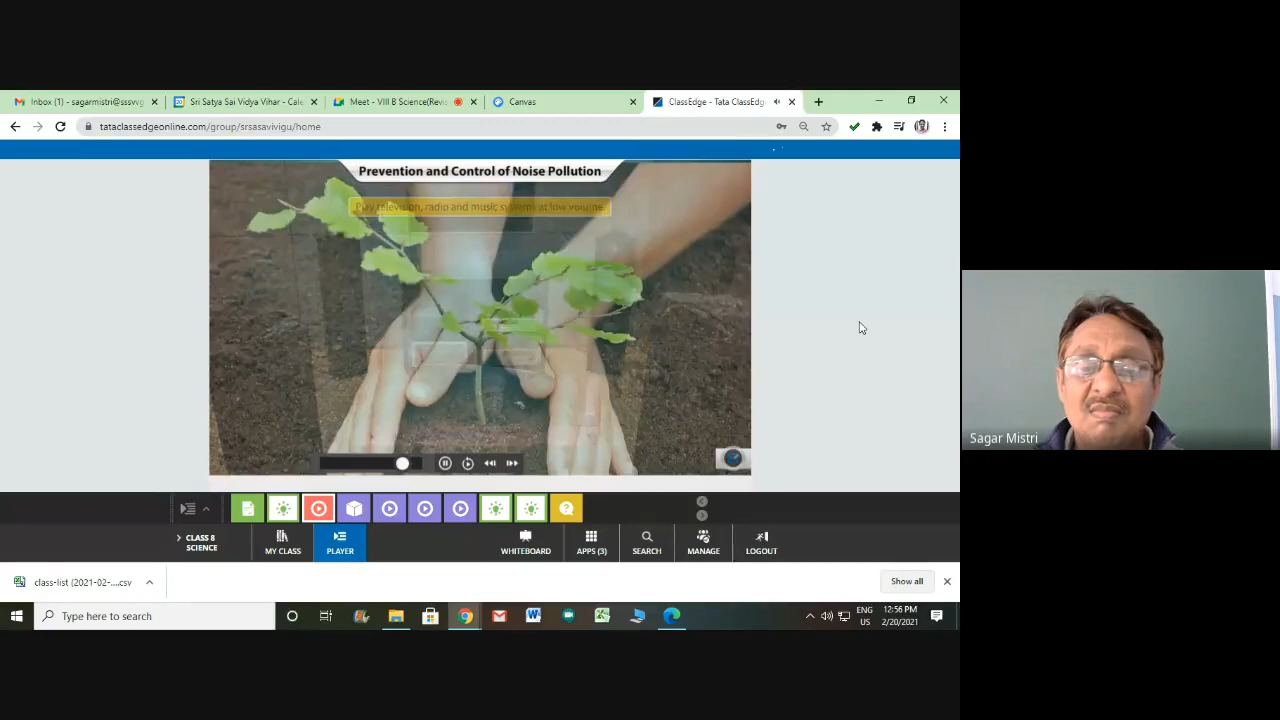 Inbox (1) - sagarmistri@sssvvg
Sri Satya Sai Vidya Vihar - Cale
Meet - VIII B Science(Revis
Canvas
ClassEdge - Tata ClassEdge
tataclassedgeonline.com/group/srsasavivigu/home
Prevention and Control of Noise Pollution
Play television, radio and music systems at low volume.
Sagar Mistri
CLASS 8
SCIENCE
MY CLASS
PLAYER
WHITEBOARD
APPS (3)
SEARCH
MANAGE
LOGOUT
class-list (2021-02-....csv
Show all
Type here to search
ENG
US
12:56 PM
2/20/2021